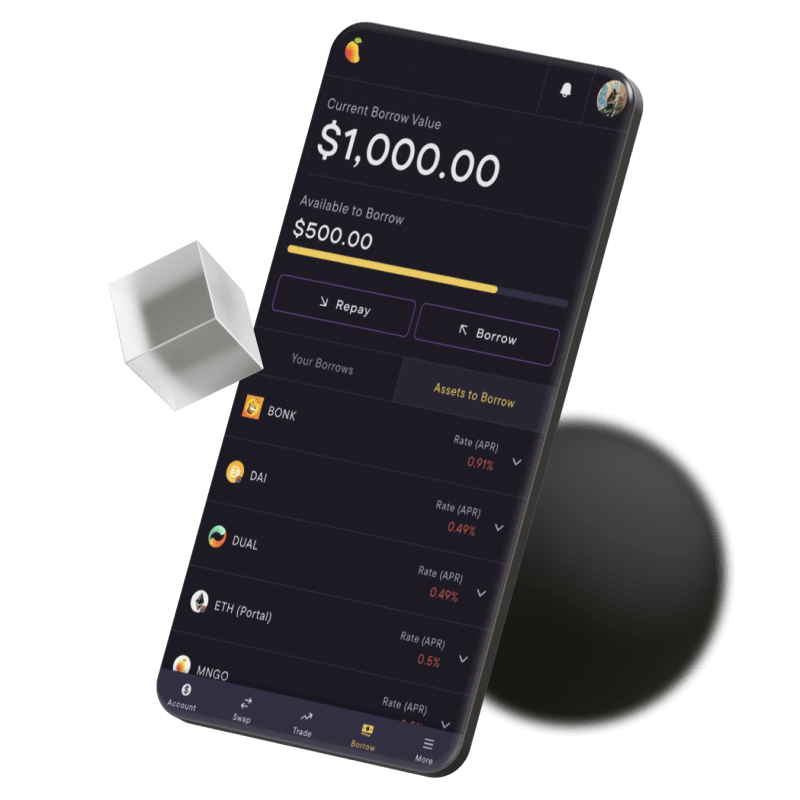 Current Borrow Value
$1,000.00
Available to Borrow
$500.00
Repay
Borrow
Your Borrows
Assets to Borrow
BONK
Rate (APR)
0.91%
DAI
Rate (APR)
0.49%
DUAL
Rate (APR)
0.49%
ETH (Portal)
Rate (APR)
0.5%
MNGO
Rate (APR)
Account
Swap
Trade
Borrow
More